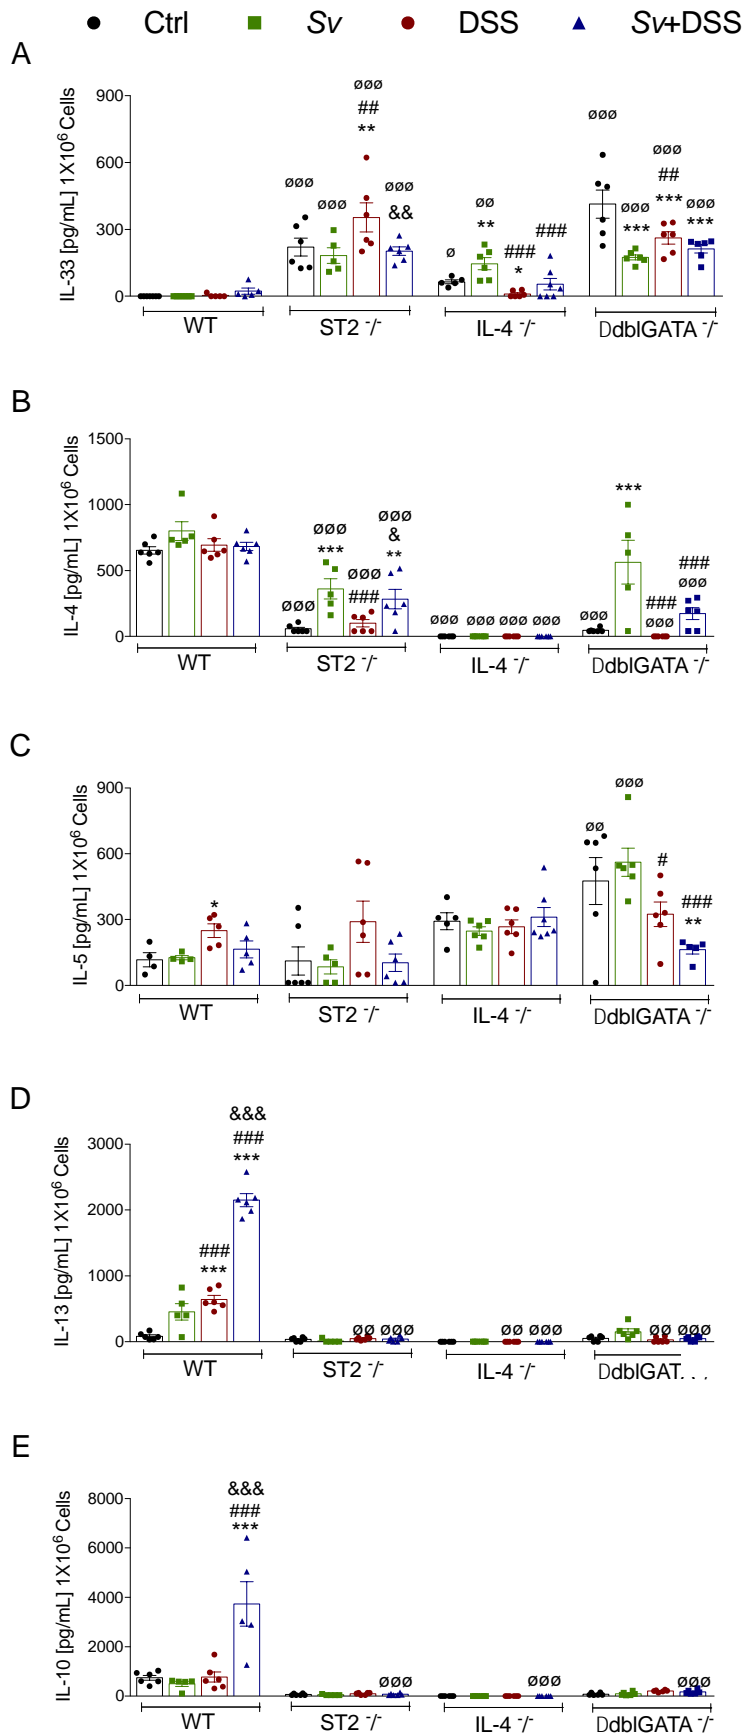 Ctrl Sv DSS Sv+DSS
A
IL-33 [pg/mL] 1X10⁶ Cells
900
600
300
0
øøø
øøø
øøø
##
**
øøø
&&
ø
øø
**
###
*
###
øøø
øøø
***
øøø
##
***
øøø
***
WT ST2 -/- IL-4 -/- DdblGATA -/-
B
IL-4 [pg/mL] 1X10⁶ Cells
1500
1000
500
0
ØØØ
ØØØ
***
ØØØ
###
ØØØ
&
**
ØØØ ØØØ ØØØ ØØØ
ØØØ
***
###
ØØØ
###
ØØØ
WT ST2 -/- IL-4 -/- DdblGATA -/-
C
IL-5 [pg/mL] 1X10⁶ Cells
900
600
300
0
*
øø
øøø
#
###
**
WT ST2 -/- IL-4 -/- DdblGATA -/-
D
IL-13 [pg/mL] 1X10⁶ Cells
3000
2000
1000
0
###
***
&&&
###
***
ØØ ØØØ ØØ ØØØ ØØ ØØØ
WT ST2 -/- IL-4 -/- DdblGAT. . .
E
IL-10 [pg/mL] 1X10⁶ Cells
8000
6000
4000
2000
0
&&&
###
***
ØØØ ØØØ ØØØ
WT ST2 -/- IL-4 -/- DdblGATA -/-